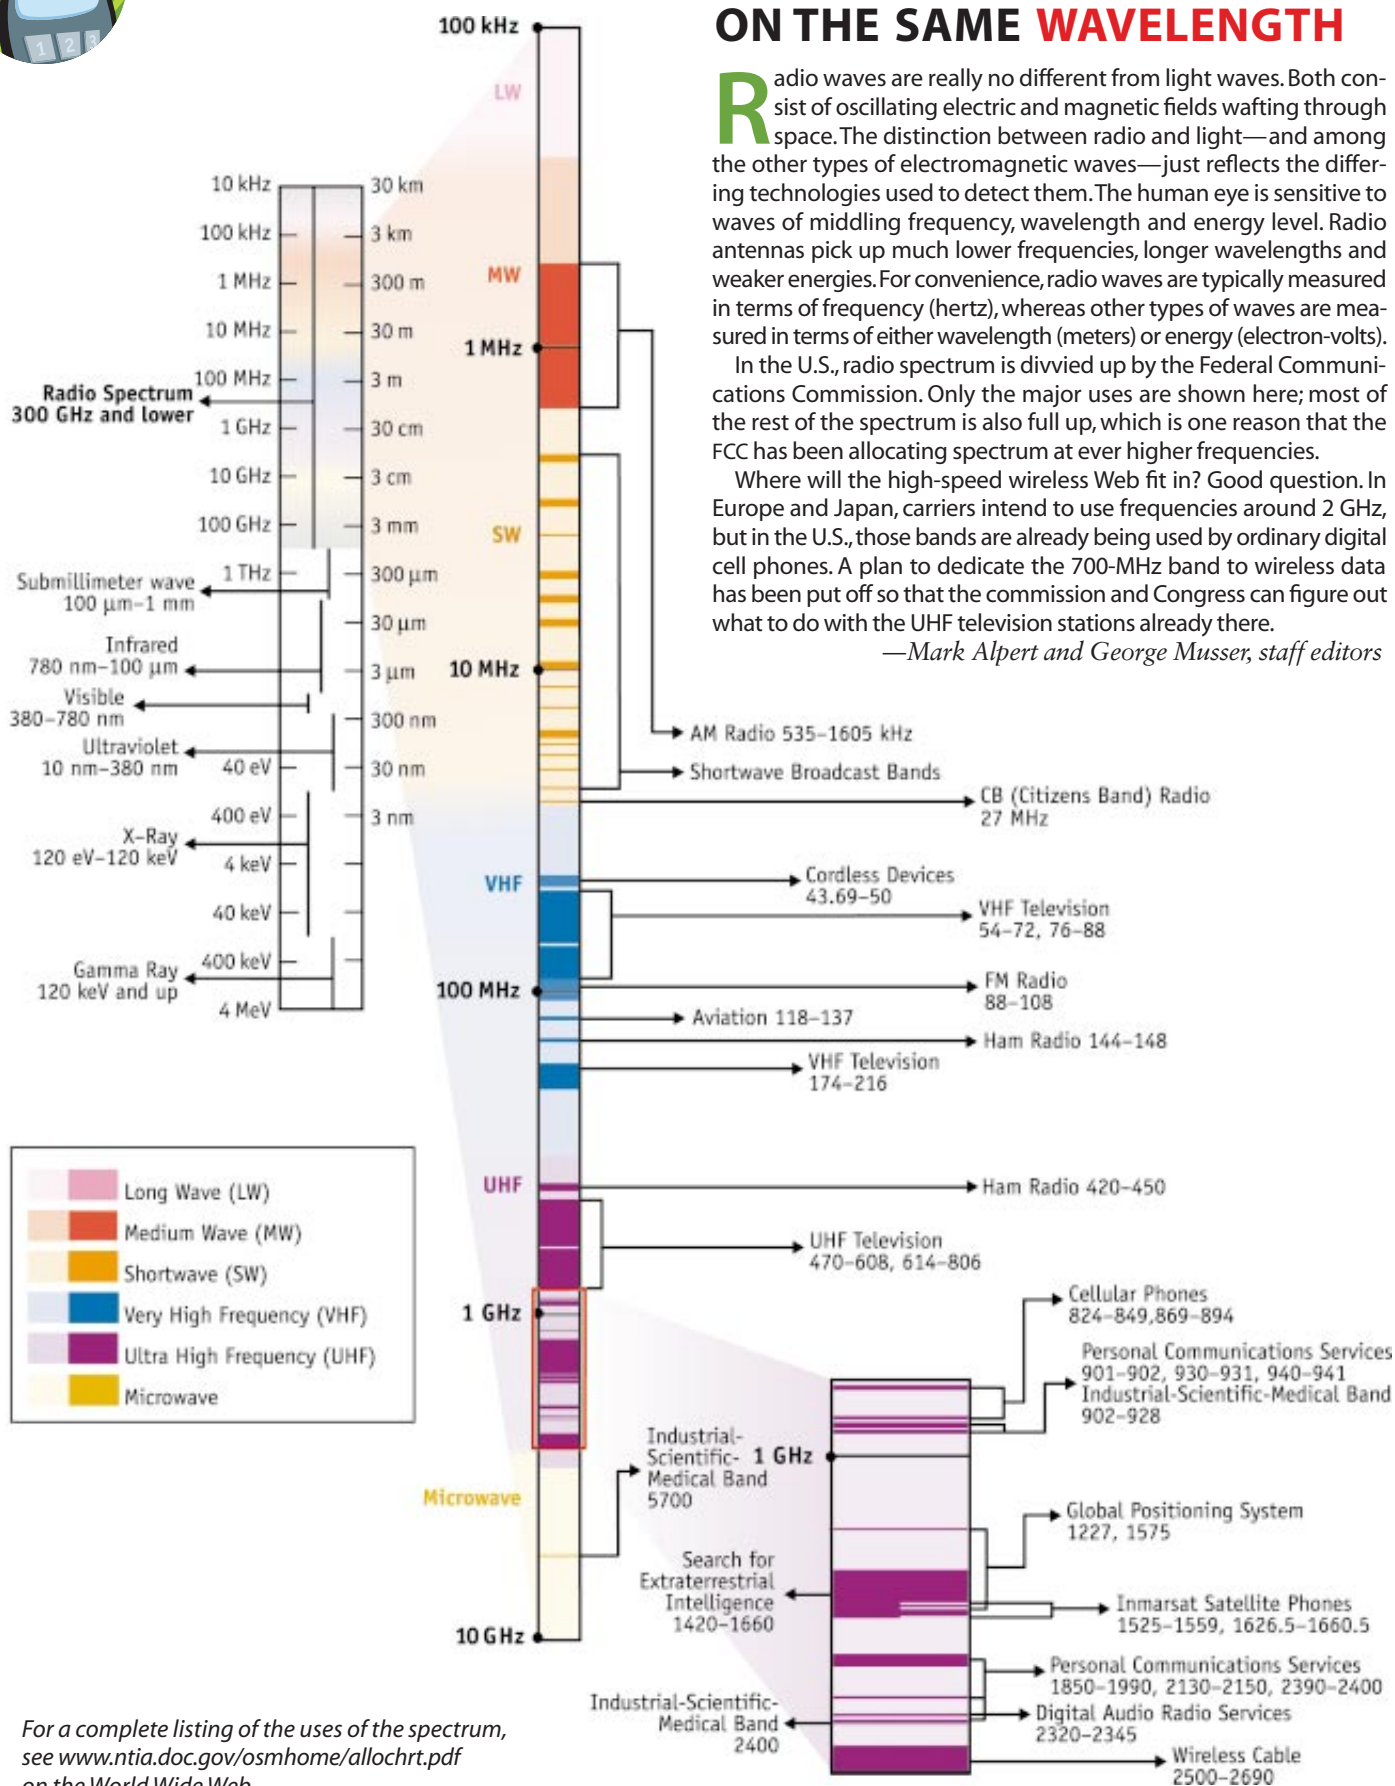 1 2 3
ON THE SAME WAVELENGTH
Radio waves are really no different from light waves. Both con-
sist of oscillating electric and magnetic fields wafting through
space. The distinction between radio and light—and among
the other types of electromagnetic waves—just reflects the differ-
ing technologies used to detect them. The human eye is sensitive to
waves of middling frequency, wavelength and energy level. Radio
antennas pick up much lower frequencies, longer wavelengths and
weaker energies. For convenience, radio waves are typically measured
in terms of frequency (hertz), whereas other types of waves are mea-
sured in terms of either wavelength (meters) or energy (electron-volts).
In the U.S., radio spectrum is divvied up by the Federal Communi-
cations Commission. Only the major uses are shown here; most of
the rest of the spectrum is also full up, which is one reason that the
FCC has been allocating spectrum at ever higher frequencies.
Where will the high-speed wireless Web fit in? Good question. In
Europe and Japan, carriers intend to use frequencies around 2 GHz,
but in the U.S., those bands are already being used by ordinary digital
cell phones. A plan to dedicate the 700-MHz band to wireless data
has been put off so that the commission and Congress can figure out
what to do with the UHF television stations already there.
—Mark Alpert and George Musser, staff editors
10 kHz
100 kHz
1 MHz
10 MHz
100 MHz
1 GHz
10 GHz
100 GHz
1 THz
40 eV
400 eV
4 keV
40 keV
400 keV
4 MeV
30 km
3 km
300 m
30 m
3 m
30 cm
3 cm
3 mm
300 µm
30 µm
3 µm
300 nm
30 nm
3 nm
Radio Spectrum
300 GHz and lower
Submillimeter wave
100 µm–1 mm
Infrared
780 nm–100 µm
Visible
380–780 nm
Ultraviolet
10 nm–380 nm
X-Ray
120 eV–120 keV
Gamma Ray
120 keV and up
100 kHz
LW
MW
1 MHz
SW
10 MHz
VHF
100 MHz
UHF
1 GHz
Microwave
10 GHz
AM Radio 535–1605 kHz
Shortwave Broadcast Bands
CB (Citizens Band) Radio
27 MHz
Cordless Devices
43.69–50
VHF Television
54–72, 76–88
FM Radio
88–108
Aviation 118–137
Ham Radio 144–148
VHF Television
174–216
Ham Radio 420–450
UHF Television
470–608, 614–806
Industrial-
Scientific-
Medical Band
5700
Long Wave (LW)
Medium Wave (MW)
Shortwave (SW)
Very High Frequency (VHF)
Ultra High Frequency (UHF)
Microwave
Cellular Phones
824–849,869–894
Personal Communications Services
901–902, 930–931, 940–941
Industrial-Scientific-Medical Band
902–928
1 GHz
Global Positioning System
1227, 1575
Search for
Extraterrestrial
Intelligence
1420–1660
Inmarsat Satellite Phones
1525–1559, 1626.5–1660.5
Personal Communications Services
1850–1990, 2130–2150, 2390–2400
Digital Audio Radio Services
2320–2345
Industrial-Scientific-
Medical Band
2400
Wireless Cable
2500–2690
For a complete listing of the uses of the spectrum,
see www.ntia.doc.gov/osmhome/allochrt.pdf
on the World Wide Web.